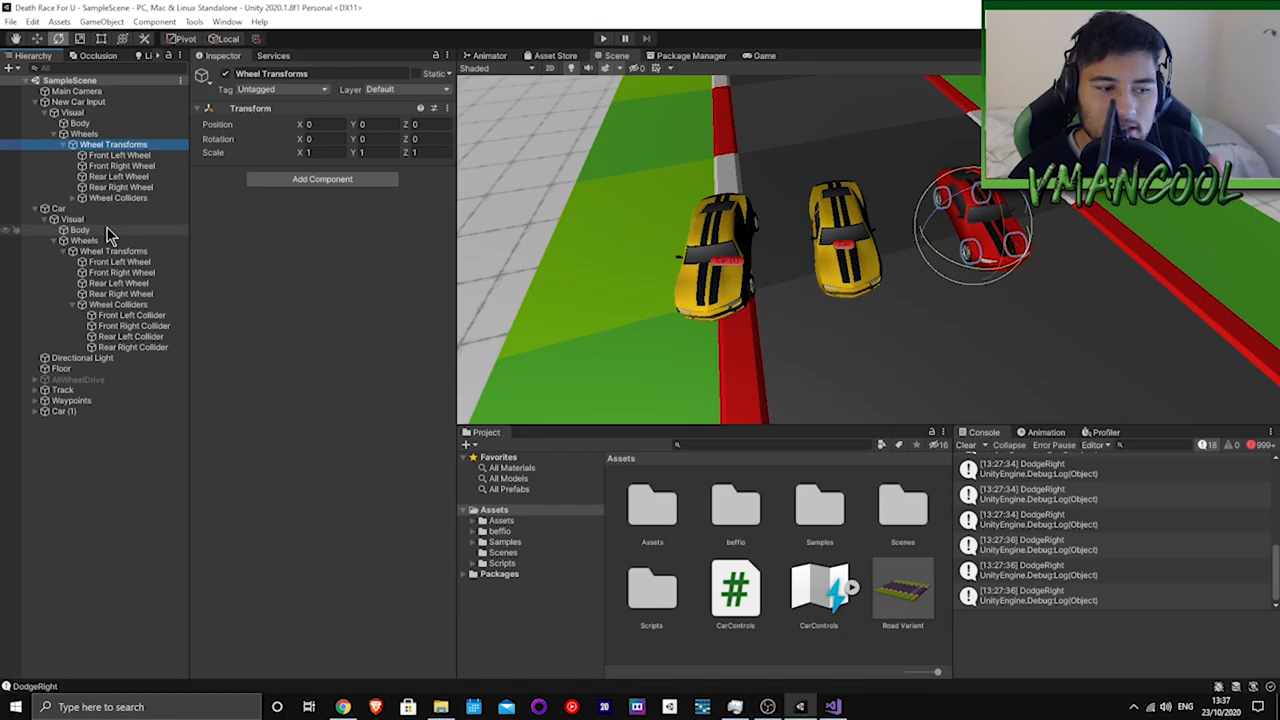 Death Race For U - SampleScene - PC, Mac & Linux Standalone - Unity 2020.1.8f1 Personal <DX11>
File Edit Assets GameObject Component Tools Window Help
Pivot Local
Hierarchy Occlusion Li
Inspector Services
Animator Asset Store Scene Package Manager Game
All
Shaded 2D 0
SampleScene
Main Camera
New Car Input
Visual
Body
Wheels
Wheel Transforms
Front Left Wheel
Front Right Wheel
Rear Left Wheel
Rear Right Wheel
Wheel Colliders
Car
Visual
Body
Wheels
Wheel Transforms
Front Left Wheel
Front Right Wheel
Rear Left Wheel
Rear Right Wheel
Wheel Colliders
Front Left Collider
Front Right Collider
Rear Left Collider
Rear Right Collider
Directional Light
Floor
AllWheelDrive
Track
Waypoints
Car (1)
Wheel Transforms Static
Tag Untagged Layer Default
Transform
Position X 0 Y 0 Z 0
Rotation X 0 Y 0 Z 0
Scale X 1 Y 1 Z 1
Add Component
VMANCOOL
Project
16
Favorites
All Materials
All Models
All Prefabs
Assets
Assets
beffio
Samples
Scenes
Scripts
Packages
Assets
Assets beffio Samples Scenes
Scripts CarControls CarControls Road Variant
Console Animation Profiler
Clear Collapse Error Pause Editor 18 0 999+
UnityEngine.Debug:Log(Object)
[13:27:34] DodgeRight
UnityEngine.Debug:Log(Object)
[13:27:34] DodgeRight
UnityEngine.Debug:Log(Object)
[13:27:34] DodgeRight
UnityEngine.Debug:Log(Object)
[13:27:36] DodgeRight
UnityEngine.Debug:Log(Object)
[13:27:36] DodgeRight
UnityEngine.Debug:Log(Object)
[13:27:36] DodgeRight
UnityEngine.Debug:Log(Object)
DodgeRight
Type here to search
ENG
13:37
23/10/2020